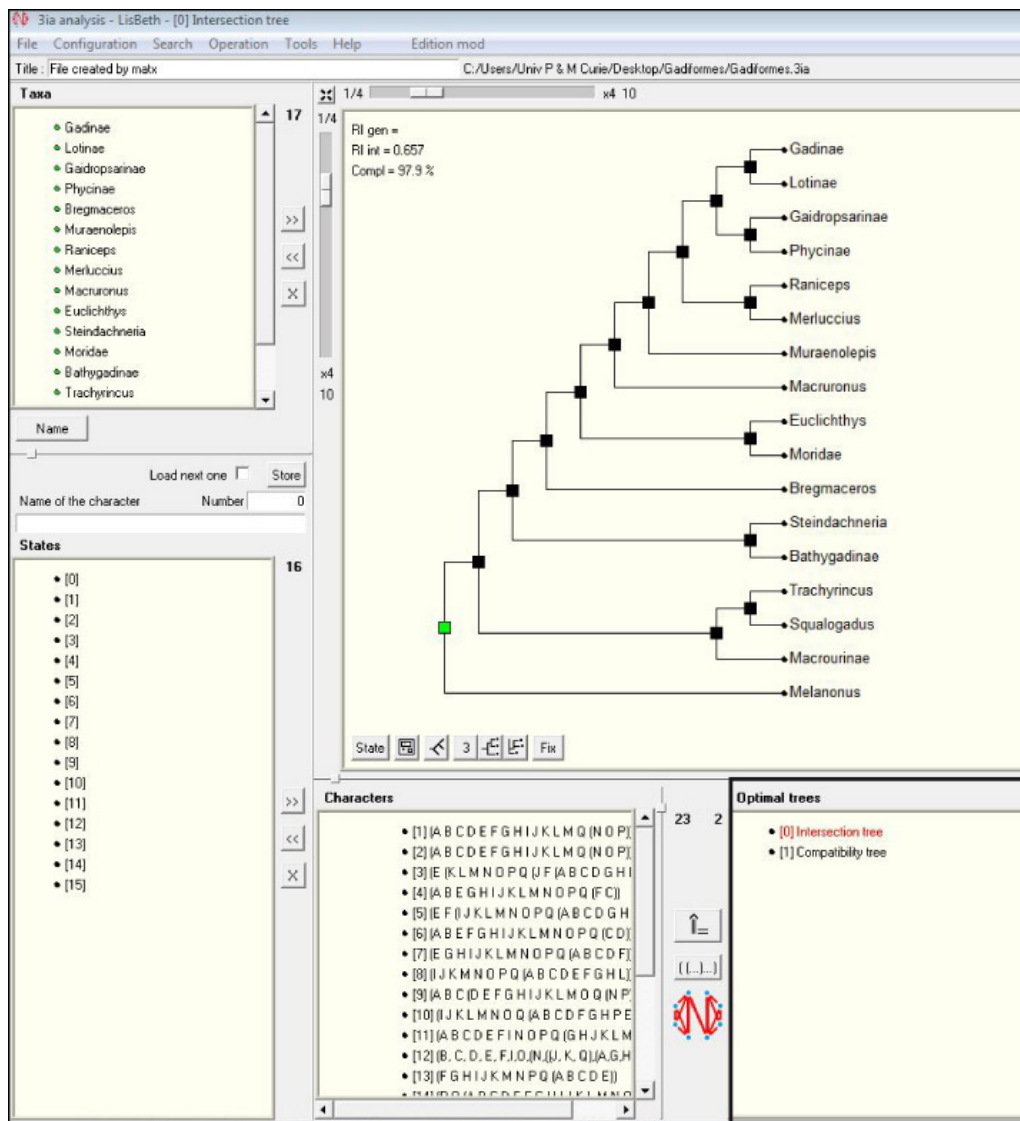 3ia analysis - LisBeth - [0] Intersection tree
File Configuration Search Operation Tools Help Edition mod
Title : File created by matx C:/Users/Univ P & M Curie/Desktop/Gadiformes/Gadiformes.3ia
Taxa
17
Gadinae
Lotinae
Gaidropsarinae
Phycinae
Bregmaceros
Muraenolepis
Raniceps
Merluccius
Macruronus
Euclichthys
Steindachneria
Moridae
Bathygadinae
Trachyrincus
>>
<<
X
Name
Load next one Store
Name of the character Number 0
States
16
[0]
[1]
[2]
[3]
[4]
[5]
[6]
[7]
[8]
[9]
[10]
[11]
[12]
[13]
[14]
[15]
>>
<<
X
1/4 x4 10
1/4
x4
10
RI gen =
RI int = 0.657
Compl = 97.9 %
Gadinae
Lotinae
Gaidropsarinae
Phycinae
Raniceps
Merluccius
Muraenolepis
Macruronus
Euclichthys
Moridae
Bregmaceros
Steindachneria
Bathygadinae
Trachyrincus
Squalogadus
Macrourinae
Melanonus
State 3 Fix
Characters
[1] (A B C D E F G H I J K L M Q (N O P))
[2] (A B C D E F G H I J K L M Q (N O P))
[3] (E (K L M N O P Q (J F (A B C D G H I
[4] (A B E G H I J K L M N O P Q (F C))
[5] (E F (I J K L M N O P Q (A B C D G H
[6] (A B E F G H I J K L M N O P Q (C D))
[7] (E G H I J K L M N O P Q (A B C D F))
[8] (I J K M N O P Q (A B C D E F G H L))
[9] (A B C (D E F G H I J K L M O Q (N P)
[10] (I J K L M N O Q (A B C D F G H P E
[11] (A B C D E F I N O P Q (G H J K L M
[12] (B, C, D, E, F,I,O,(N,((J, K, Q),(A,G,H
[13] (F G H I J K M N P Q (A B C D E))
23 2
Î=
((...)...)
Optimal trees
[0] Intersection tree
[1] Compatibility tree